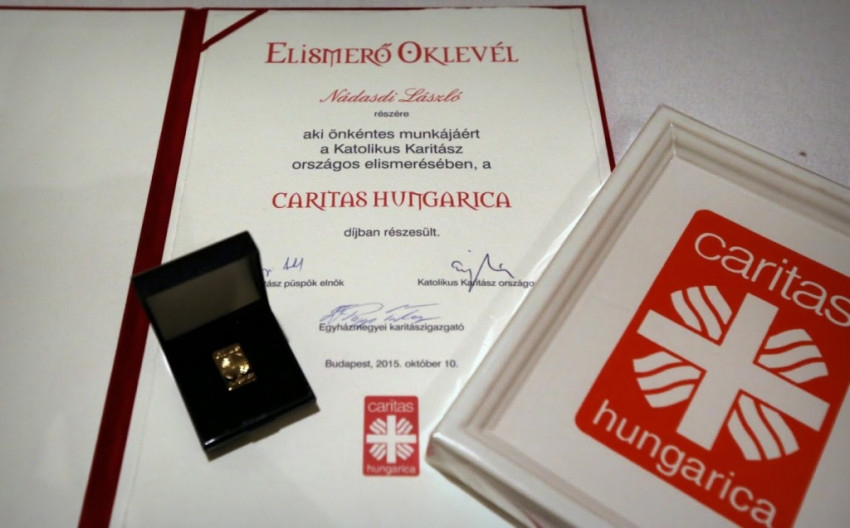 Elismerő Oklevél
Nádasdi László
részére
aki önkéntes munkájáért
a Katolikus Karitász
országos elismerésében, a
CARITAS HUNGARICA
díjban részesült.
püspök elnök
Katolikus Karitász
Egyházmegyei karitászigazgató
Budapest, 2015. október 10.
caritas
hungarica
caritas
hungarica